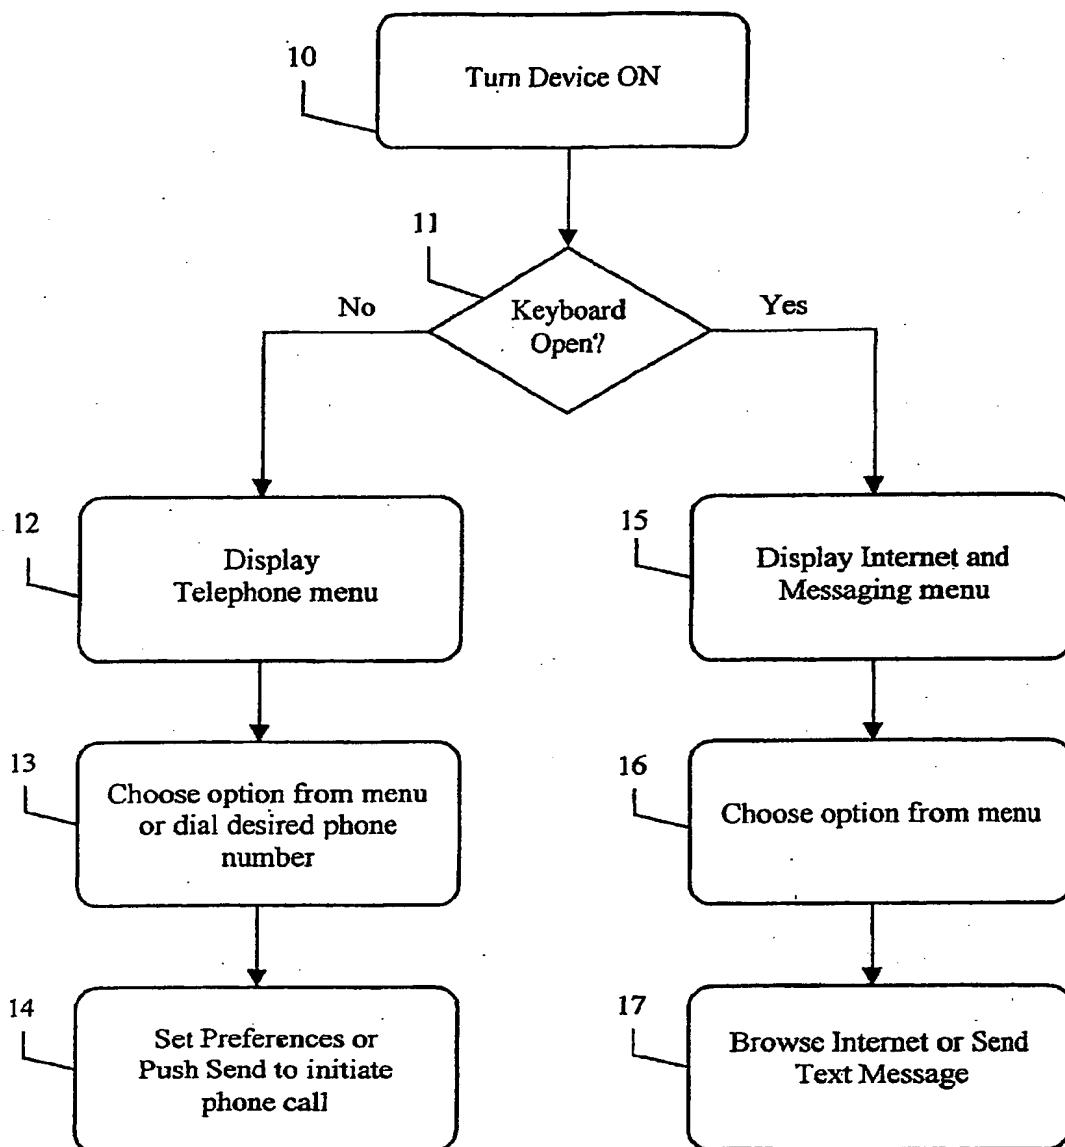 10
Turn Device ON
11
No
Keyboard
Open?
Yes
12
Display
Telephone menu
15
Display Internet and
Messaging menu
13
Choose option from menu
or dial desired phone
number
16
Choose option from menu
14
Set Preferences or
Push Send to initiate
phone call
17
Browse Internet or Send
Text Message